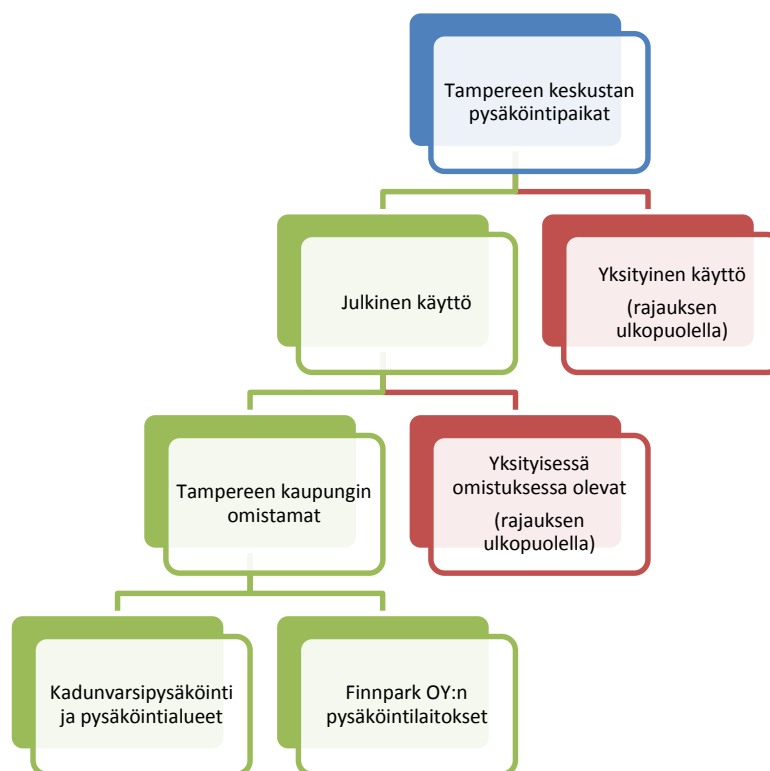 Tampereen keskustan
pysäköintipaikat
Julkinen käyttö
Yksityinen käyttö
(rajauksen
ulkopuolella)
Tampereen kaupungin
omistamat
Yksityisessä
omistuksessa olevat
(rajauksen
ulkopuolella)
Kadunvarsipysäköinti
ja pysäköintialueet
Finnpark OY:n
pysäköintilaitokset